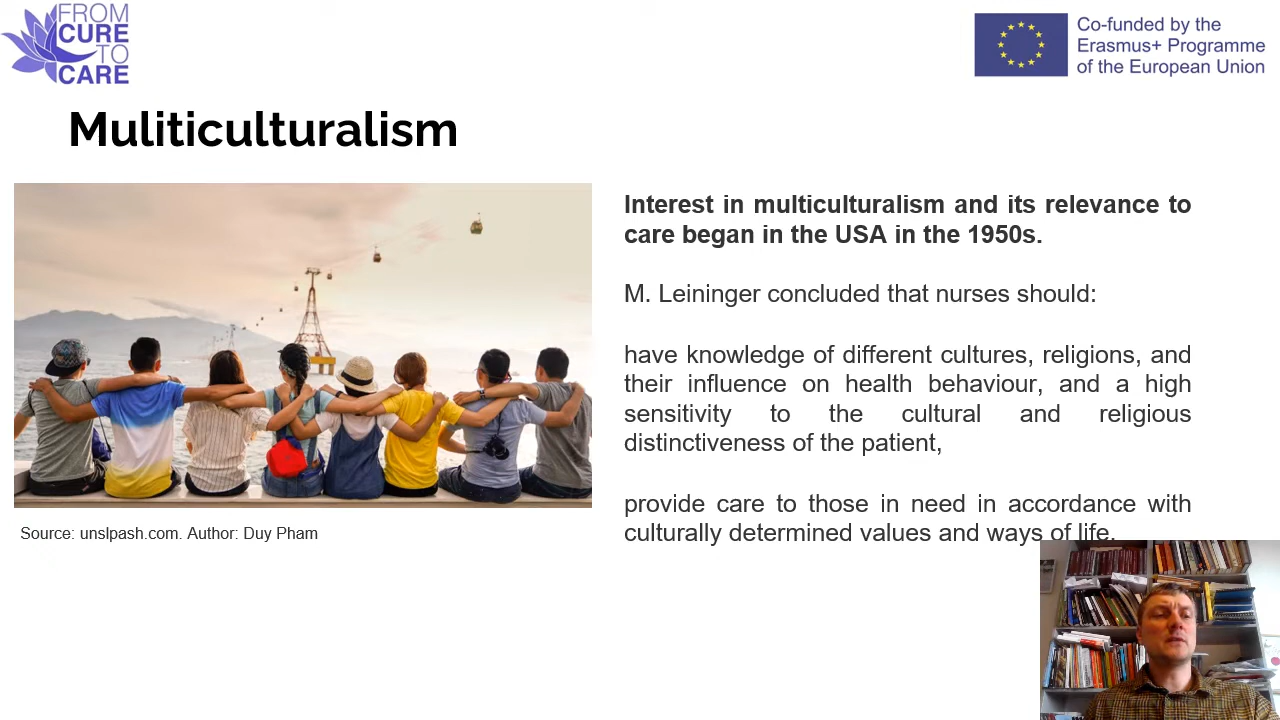 FROM
CURE
TO
CARE
Co-funded by the
Erasmus+ Programme
of the European Union
Muliticulturalism
Interest in multiculturalism and its relevance to
care began in the USA in the 1950s.
M. Leininger concluded that nurses should:
have knowledge of different cultures, religions, and
their influence on health behaviour, and a high
sensitivity to the cultural and religious
distinctiveness of the patient,
provide care to those in need in accordance with
culturally determined values and ways of life.
Source: unslpash.com. Author: Duy Pham